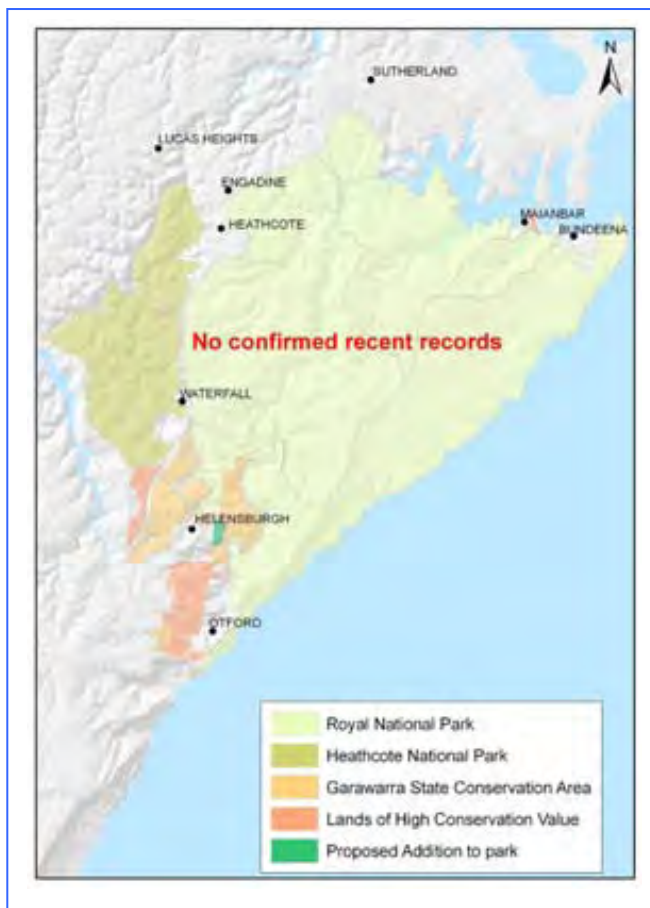 N
SUTHERLAND
LUCAS HEIGHTS
ENGADINE
MAIANBAR
HEATHCOTE
BUNDEENA
No confirmed recent records
WATERFALL
HELENSBURGH
OTFORD
Royal National Park
Heathcote National Park
Garawarra State Conservation Area
Lands of High Conservation Value
Proposed Addition to park